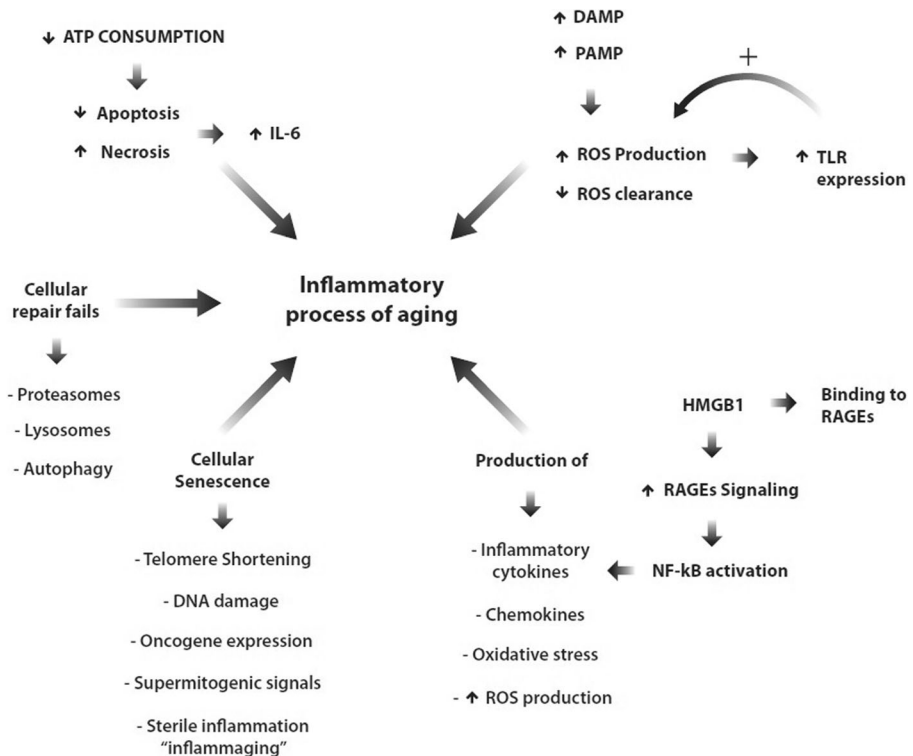 ↓ ATP CONSUMPTION
↓ Apoptosis
↑ Necrosis
↑ IL-6
↑ DAMP
↑ PAMP
+
↑ ROS Production
↓ ROS clearance
↑ TLR
expression
Inflammatory
process of aging
Cellular
repair fails
- Proteasomes
- Lysosomes
- Autophagy
Cellular
Senescence
- Telomere Shortening
- DNA damage
- Oncogene expression
- Supermitogenic signals
- Sterile inflammation
“inflammaging”
Production of
- Inflammatory
cytokines
- Chemokines
- Oxidative stress
- ↑ ROS production
HMGB1
Binding to
RAGEs
↑ RAGEs Signaling
NF-kB activation